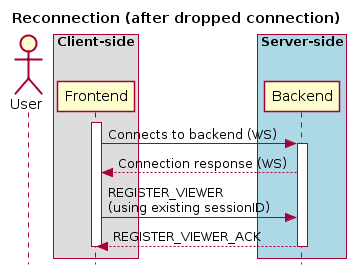 Reconnection (after dropped connection)
Client-side
Server-side
User
Frontend
Backend
Connects to backend (WS)
Connection response (WS)
REGISTER_VIEWER
(using existing sessionID)
REGISTER_VIEWER_ACK